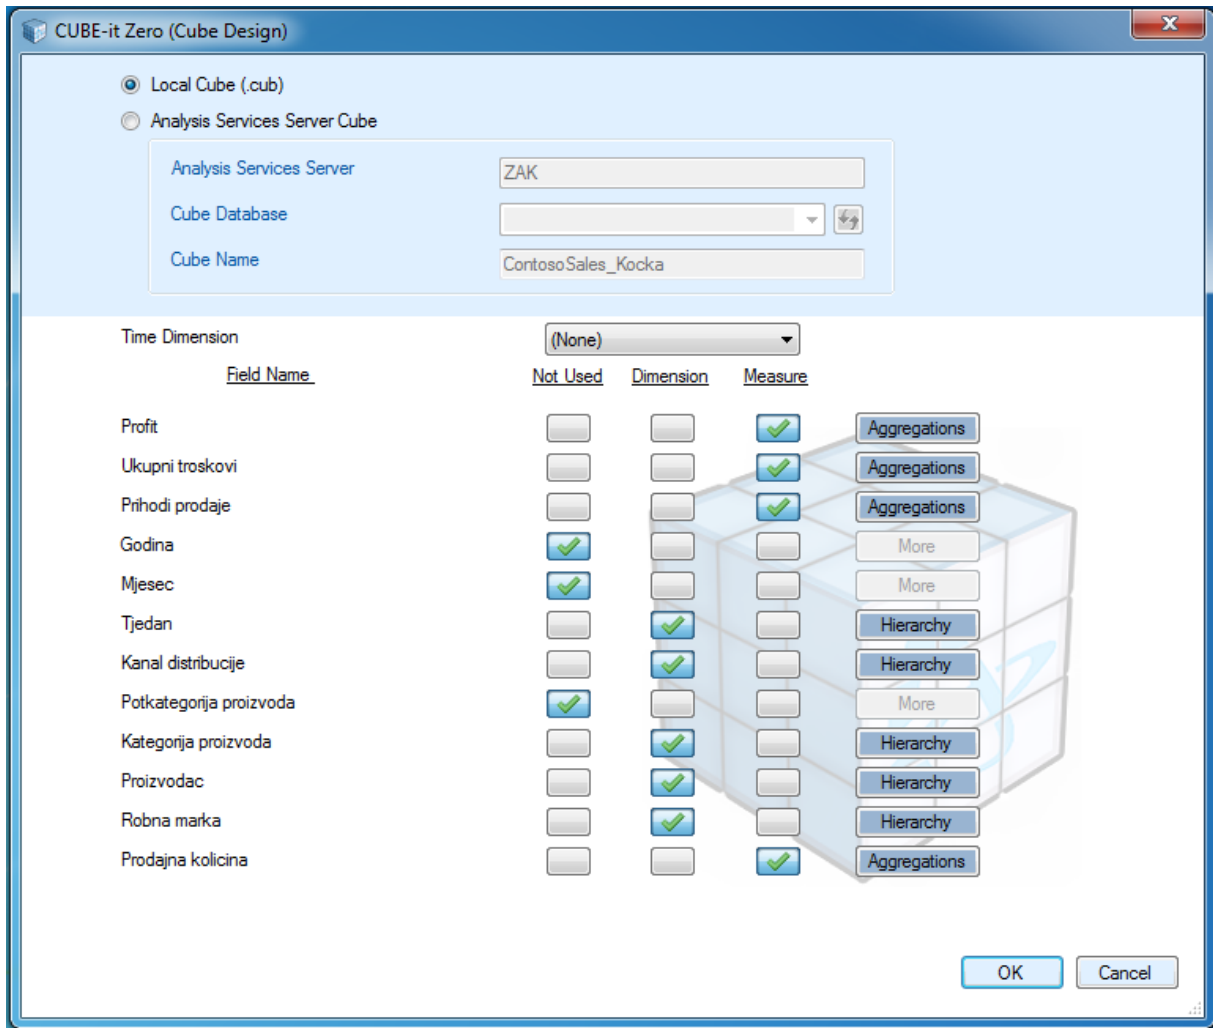 CUBE-it Zero (Cube Design)
Local Cube (.cub)
Analysis Services Server Cube
Analysis Services Server ZAK
Cube Database
Cube Name ContosoSales_Kocka
Time Dimension (None)
Field Name Not Used Dimension Measure
Profit Aggregations
Ukupni troskovi Aggregations
Prihodi prodaje Aggregations
Godina More
Mjesec More
Tjedan Hierarchy
Kanal distribucije Hierarchy
Potkategorija proizvoda More
Kategorija proizvoda Hierarchy
Proizvodac Hierarchy
Robna marka Hierarchy
Prodajna kolicina Aggregations
OK Cancel